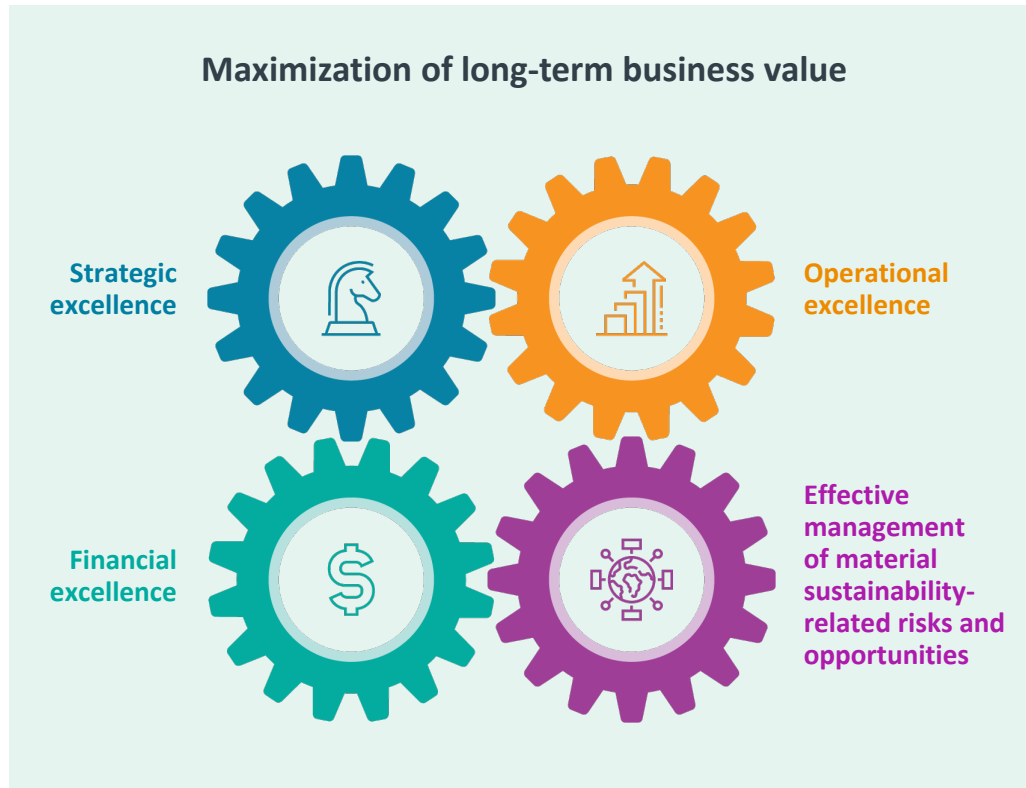 Maximization of long-term business value
Strategic
excellence
Operational
excellence
Financial
excellence
Effective
management
of material
sustainability-
related risks and
opportunities